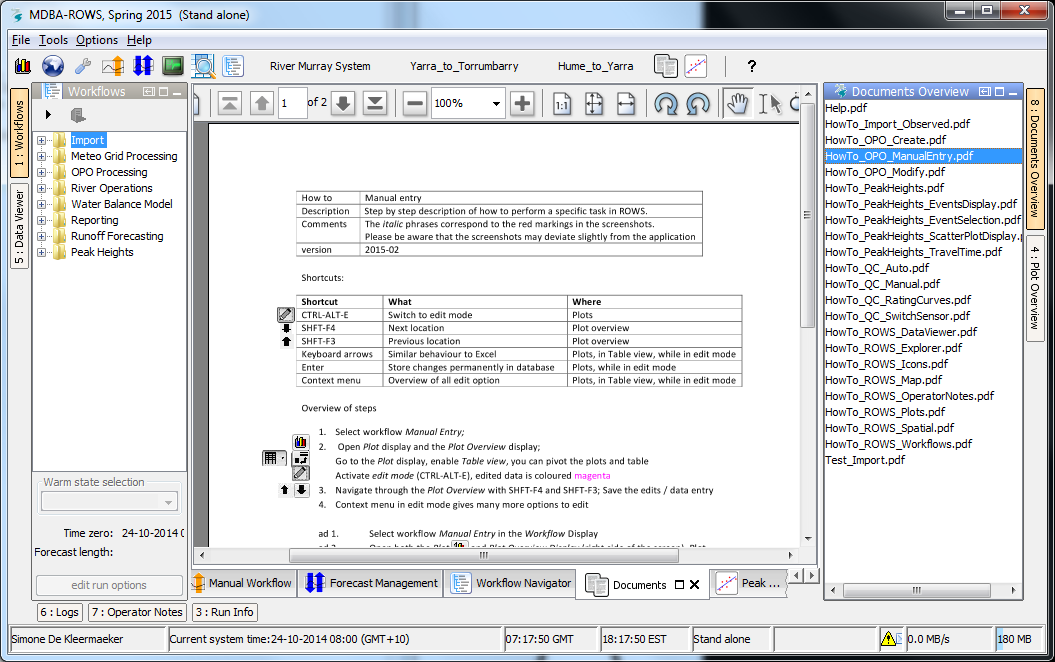 MDBA-ROWS, Spring 2015 (Stand alone)
File Tools Options Help
River Murray System Yarra_to_Torrumbarry Hume_to_Yarra ?
1 : Workflows
5 : Data Viewer
Workflows
Import
Meteo Grid Processing
OPO Processing
River Operations
Water Balance Model
Reporting
Runoff Forecasting
Peak Heights
Warm state selection
Time zero: 24-10-2014 0
Forecast length:
edit run options
1 of 2 100% 1:1
How to Manual entry
Description Step by step description of how to perform a specific task in ROWS.
Comments The italic phrases correspond to the red markings in the screenshots.
Please be aware that the screenshots may deviate slightly from the application
version 2015-02
Shortcuts:
Shortcut What Where
CTRL-ALT-E Switch to edit mode Plots
SHFT-F4 Next location Plot overview
SHFT-F3 Previous location Plot overview
Keyboard arrows Similar behaviour to Excel Plots, in Table view, while in edit mode
Enter Store changes permanently in database Plots, while in edit mode
Context menu Overview of all edit option Plots, in Table view, while in edit mode
Overview of steps
1. Select workflow Manual Entry;
2. Open Plot display and the Plot Overview display;
Go to the Plot display, enable Table view, you can pivot the plots and table
Activate edit mode (CTRL-ALT-E), edited data is coloured magenta
3. Navigate through the Plot Overview with SHFT-F4 and SHFT-F3; Save the edits / data entry
4. Context menu in edit mode gives many more options to edit
ad 1. Select workflow Manual Entry in the Workflow Display
ad 2. Open both the Plot and Plot Overview Display (right side of the screen). Plot
Manual Workflow Forecast Management Workflow Navigator Documents Peak ...
Documents Overview
Help.pdf
HowTo_Import_Observed.pdf
HowTo_OPO_Create.pdf
HowTo_OPO_ManualEntry.pdf
HowTo_OPO_Modify.pdf
HowTo_PeakHeights.pdf
HowTo_PeakHeights_EventsDisplay.pdf
HowTo_PeakHeights_EventSelection.pdf
HowTo_PeakHeights_ScatterPlotDisplay.
HowTo_PeakHeights_TravelTime.pdf
HowTo_QC_Auto.pdf
HowTo_QC_Manual.pdf
HowTo_QC_RatingCurves.pdf
HowTo_QC_SwitchSensor.pdf
HowTo_ROWS_DataViewer.pdf
HowTo_ROWS_Explorer.pdf
HowTo_ROWS_Icons.pdf
HowTo_ROWS_Map.pdf
HowTo_ROWS_OperatorNotes.pdf
HowTo_ROWS_Plots.pdf
HowTo_ROWS_Spatial.pdf
HowTo_ROWS_Workflows.pdf
Test_Import.pdf
8 : Documents Overview
4 : Plot Overview
6 : Logs 7 : Operator Notes 3 : Run Info
Simone De Kleermaeker Current system time:24-10-2014 08:00 (GMT+10) 07:17:50 GMT 18:17:50 EST Stand alone 0.0 MB/s 180 MB